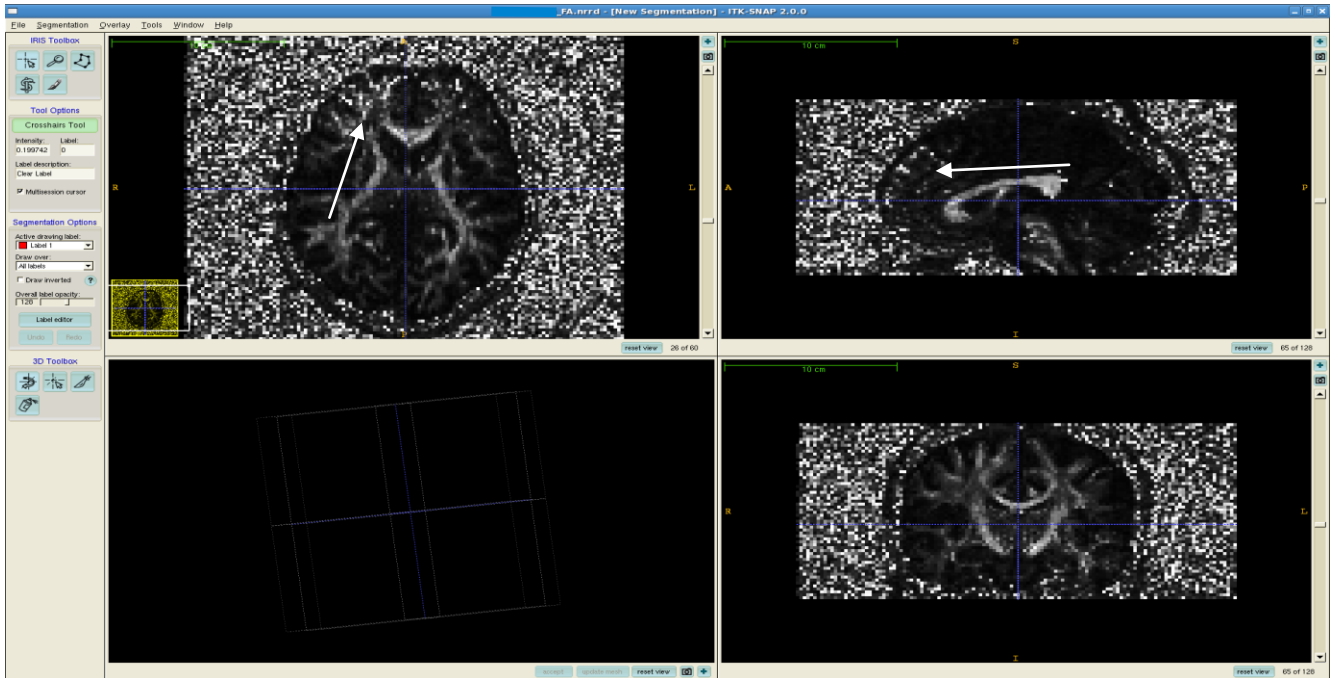 _FA.nrrd - [New Segmentation] - ITK-SNAP 2.0.0
File Segmentation Overlay Tools Window Help
IRIS Toolbox
Tool Options
Crosshairs Tool
Intensity: Label:
0.199742 0
Label description:
Clear Label
Multisession cursor
Segmentation Options
Active drawing label:
Label 1
Draw over:
All labels
Draw inverted ?
Overall label opacity:
128
Label editor
Undo Redo
3D Toolbox
R
L
P
reset view 26 of 60
10 cm
S
A
P
I
reset view 65 of 128
accept update mesh reset view
10 cm
S
R
L
I
reset view 65 of 128